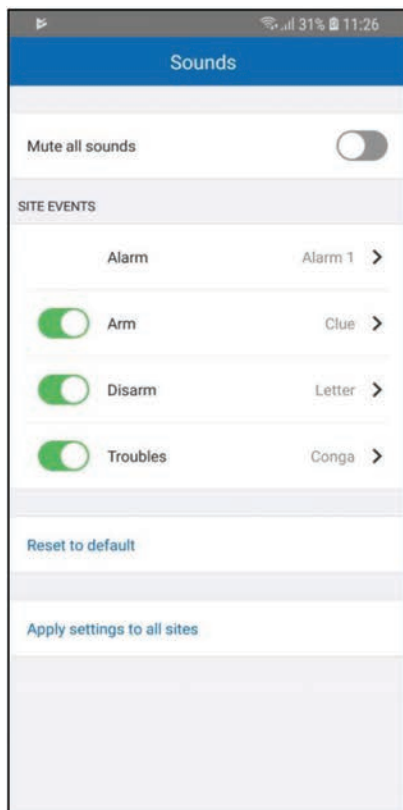 31% 11:26
Sounds
Mute all sounds
SITE EVENTS
Alarm Alarm 1
Arm Clue
Disarm Letter
Troubles Conga
Reset to default
Apply settings to all sites